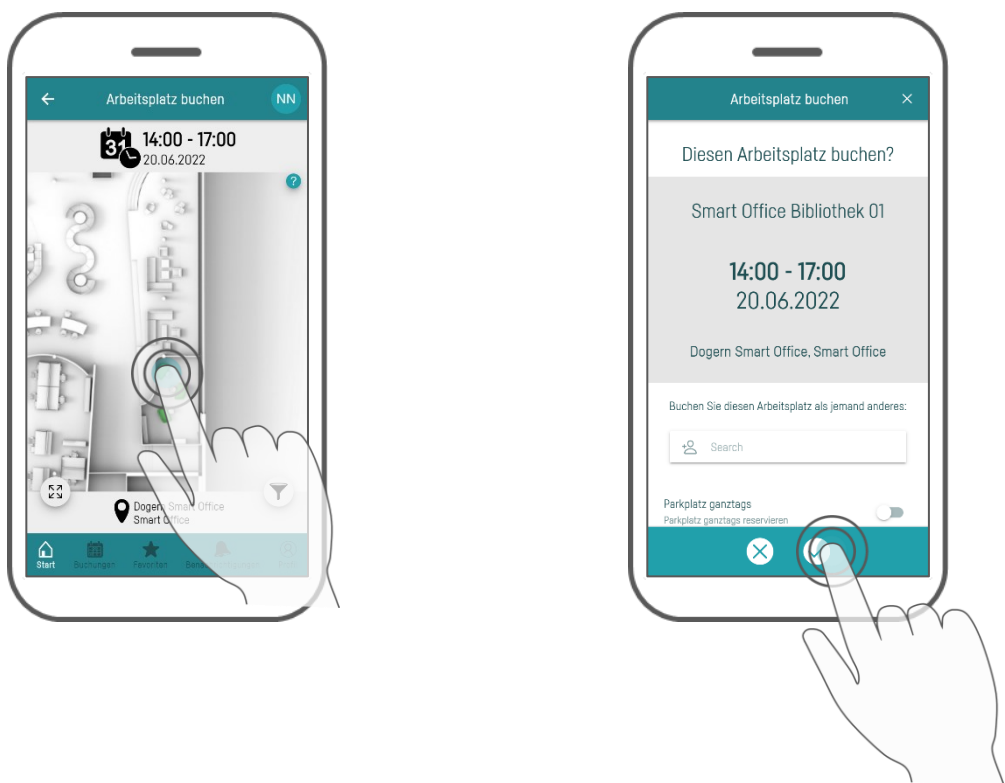 Arbeitsplatz buchen
NN
31
14:00 - 17:00
20.06.2022
?
Dogern Smart Office
Smart Office
Start
Buchungen
Favoriten
Arbeitsplatz buchen
Diesen Arbeitsplatz buchen?
Smart Office Bibliothek 01
14:00 - 17:00
20.06.2022
Dogern Smart Office, Smart Office
Buchen Sie diesen Arbeitsplatz als jemand anderes:
Search
Parkplatz ganztags
Parkplatz ganztags reservieren